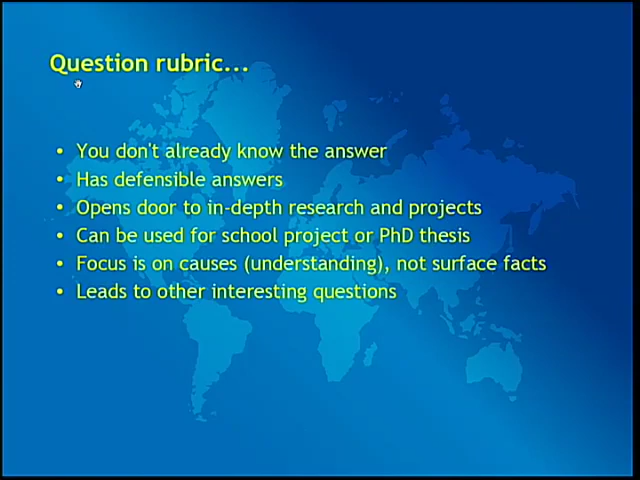 Question rubric...
• You don't already know the answer
• Has defensible answers
• Opens door to in-depth research and projects
• Can be used for school project or PhD thesis
• Focus is on causes (understanding), not surface facts
• Leads to other interesting questions